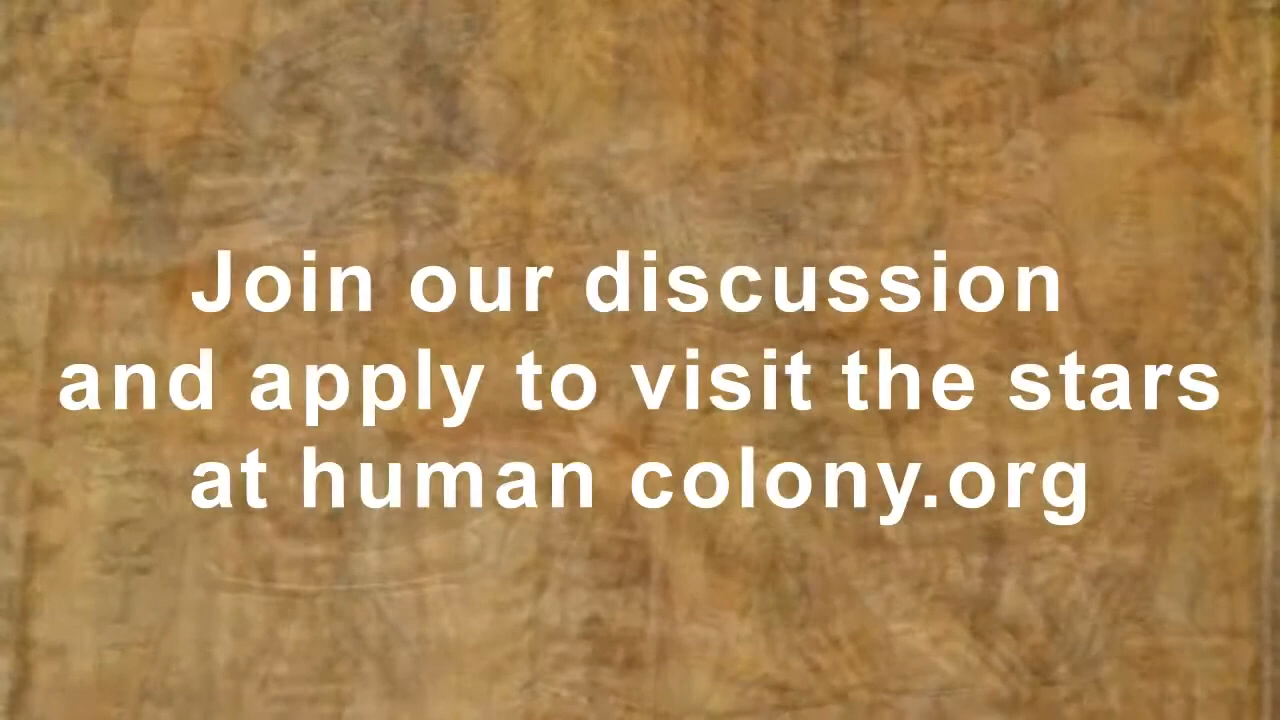 Join our discussion
and apply to visit the stars
at human colony.org